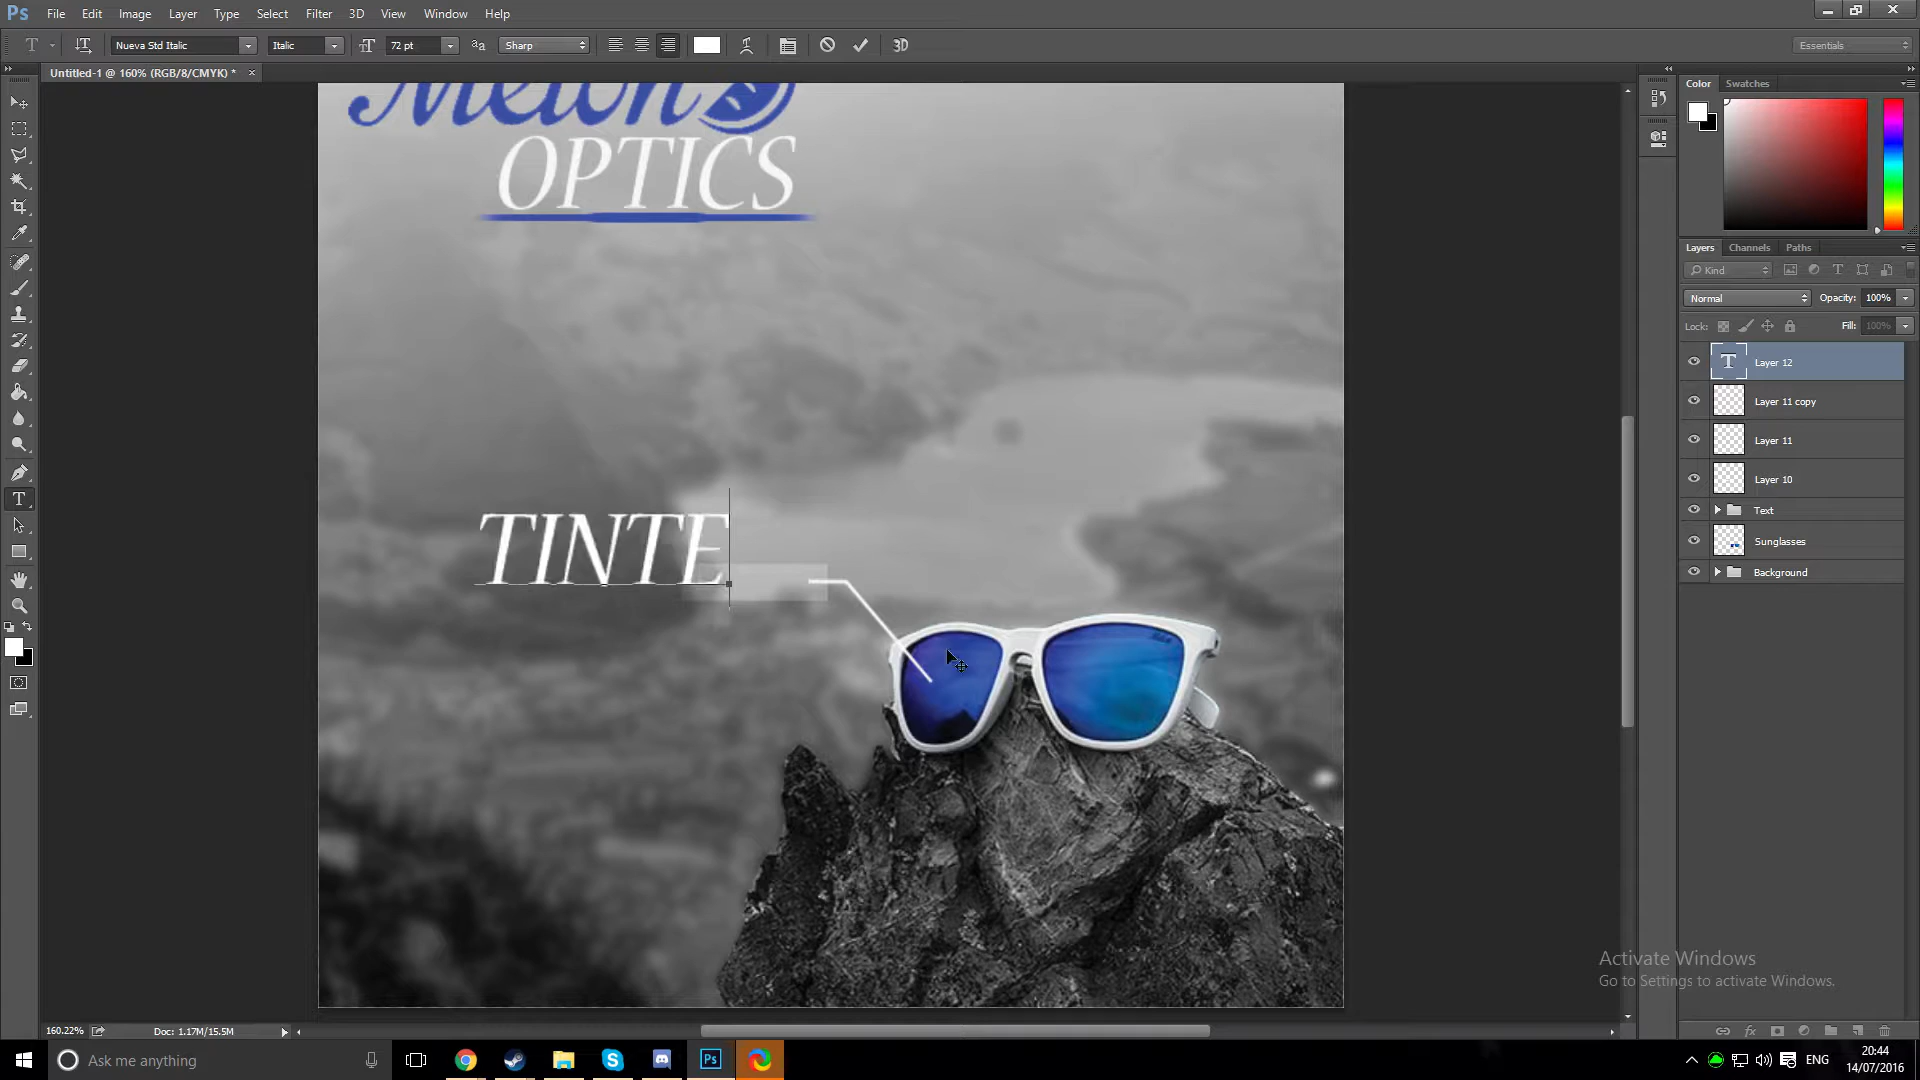 Ps File Edit Image Layer Type Select Filter 3D View Window Help
T Nueva Std Italic Italic 72 pt Sharp 3D Essentials
Untitled-1 @ 160% (RGB/8/CMYK) * ×
Color Swatches
Melon
OPTICS
TINTE
Layers Channels Paths
Kind
Normal Opacity: 100%
Lock: Fill: 100%
T Layer 12
Layer 11 copy
Layer 11
Layer 10
Text
Sunglasses
Background
Activate Windows
Go to Settings to activate Windows.
160.22% Doc: 1.17M/15.5M
Ask me anything
Ps
ENG
20:44
14/07/2016